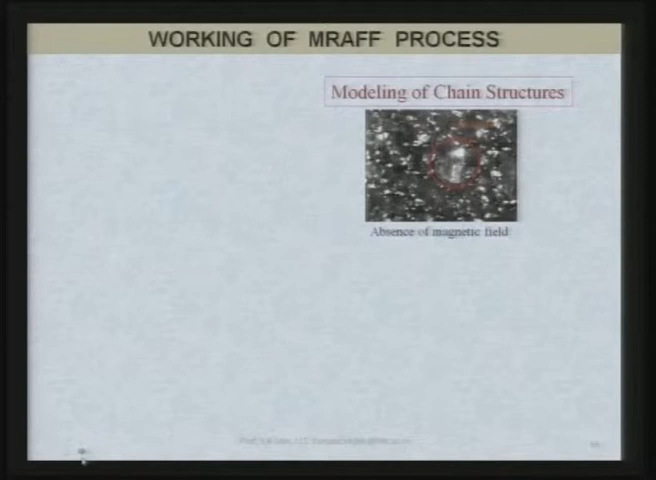 WORKING OF MRAFF PROCESS
Modeling of Chain Structures
Absence of magnetic field